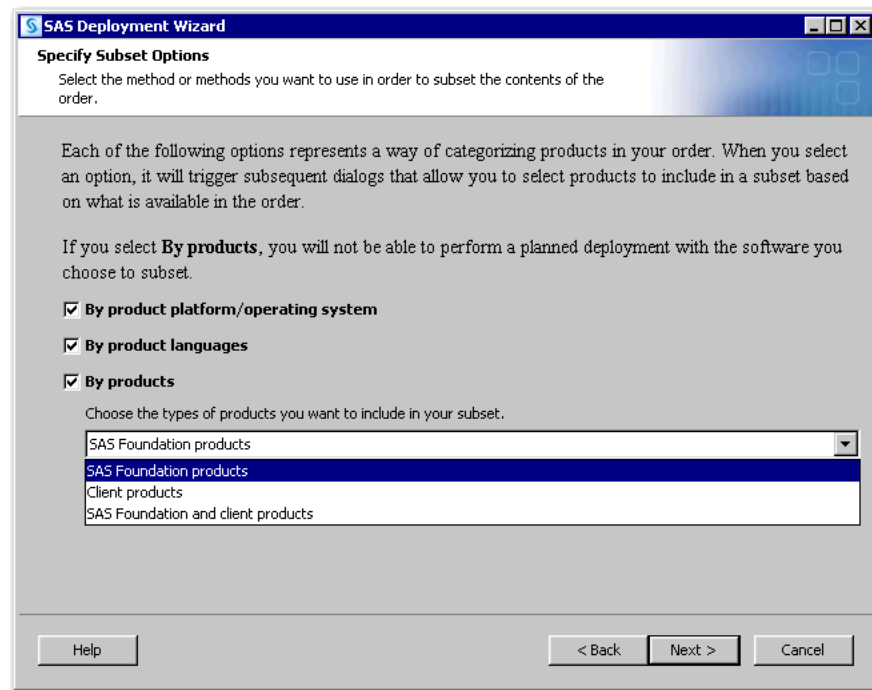 SAS Deployment Wizard
Specify Subset Options
Select the method or methods you want to use in order to subset the contents of the
order.
Each of the following options represents a way of categorizing products in your order. When you select
an option, it will trigger subsequent dialogs that allow you to select products to include in a subset based
on what is available in the order.
If you select By products, you will not be able to perform a planned deployment with the software you
choose to subset.
By product platform/operating system
By product languages
By products
Choose the types of products you want to include in your subset.
SAS Foundation products
SAS Foundation products
Client products
SAS Foundation and client products
Help
< Back
Next >
Cancel